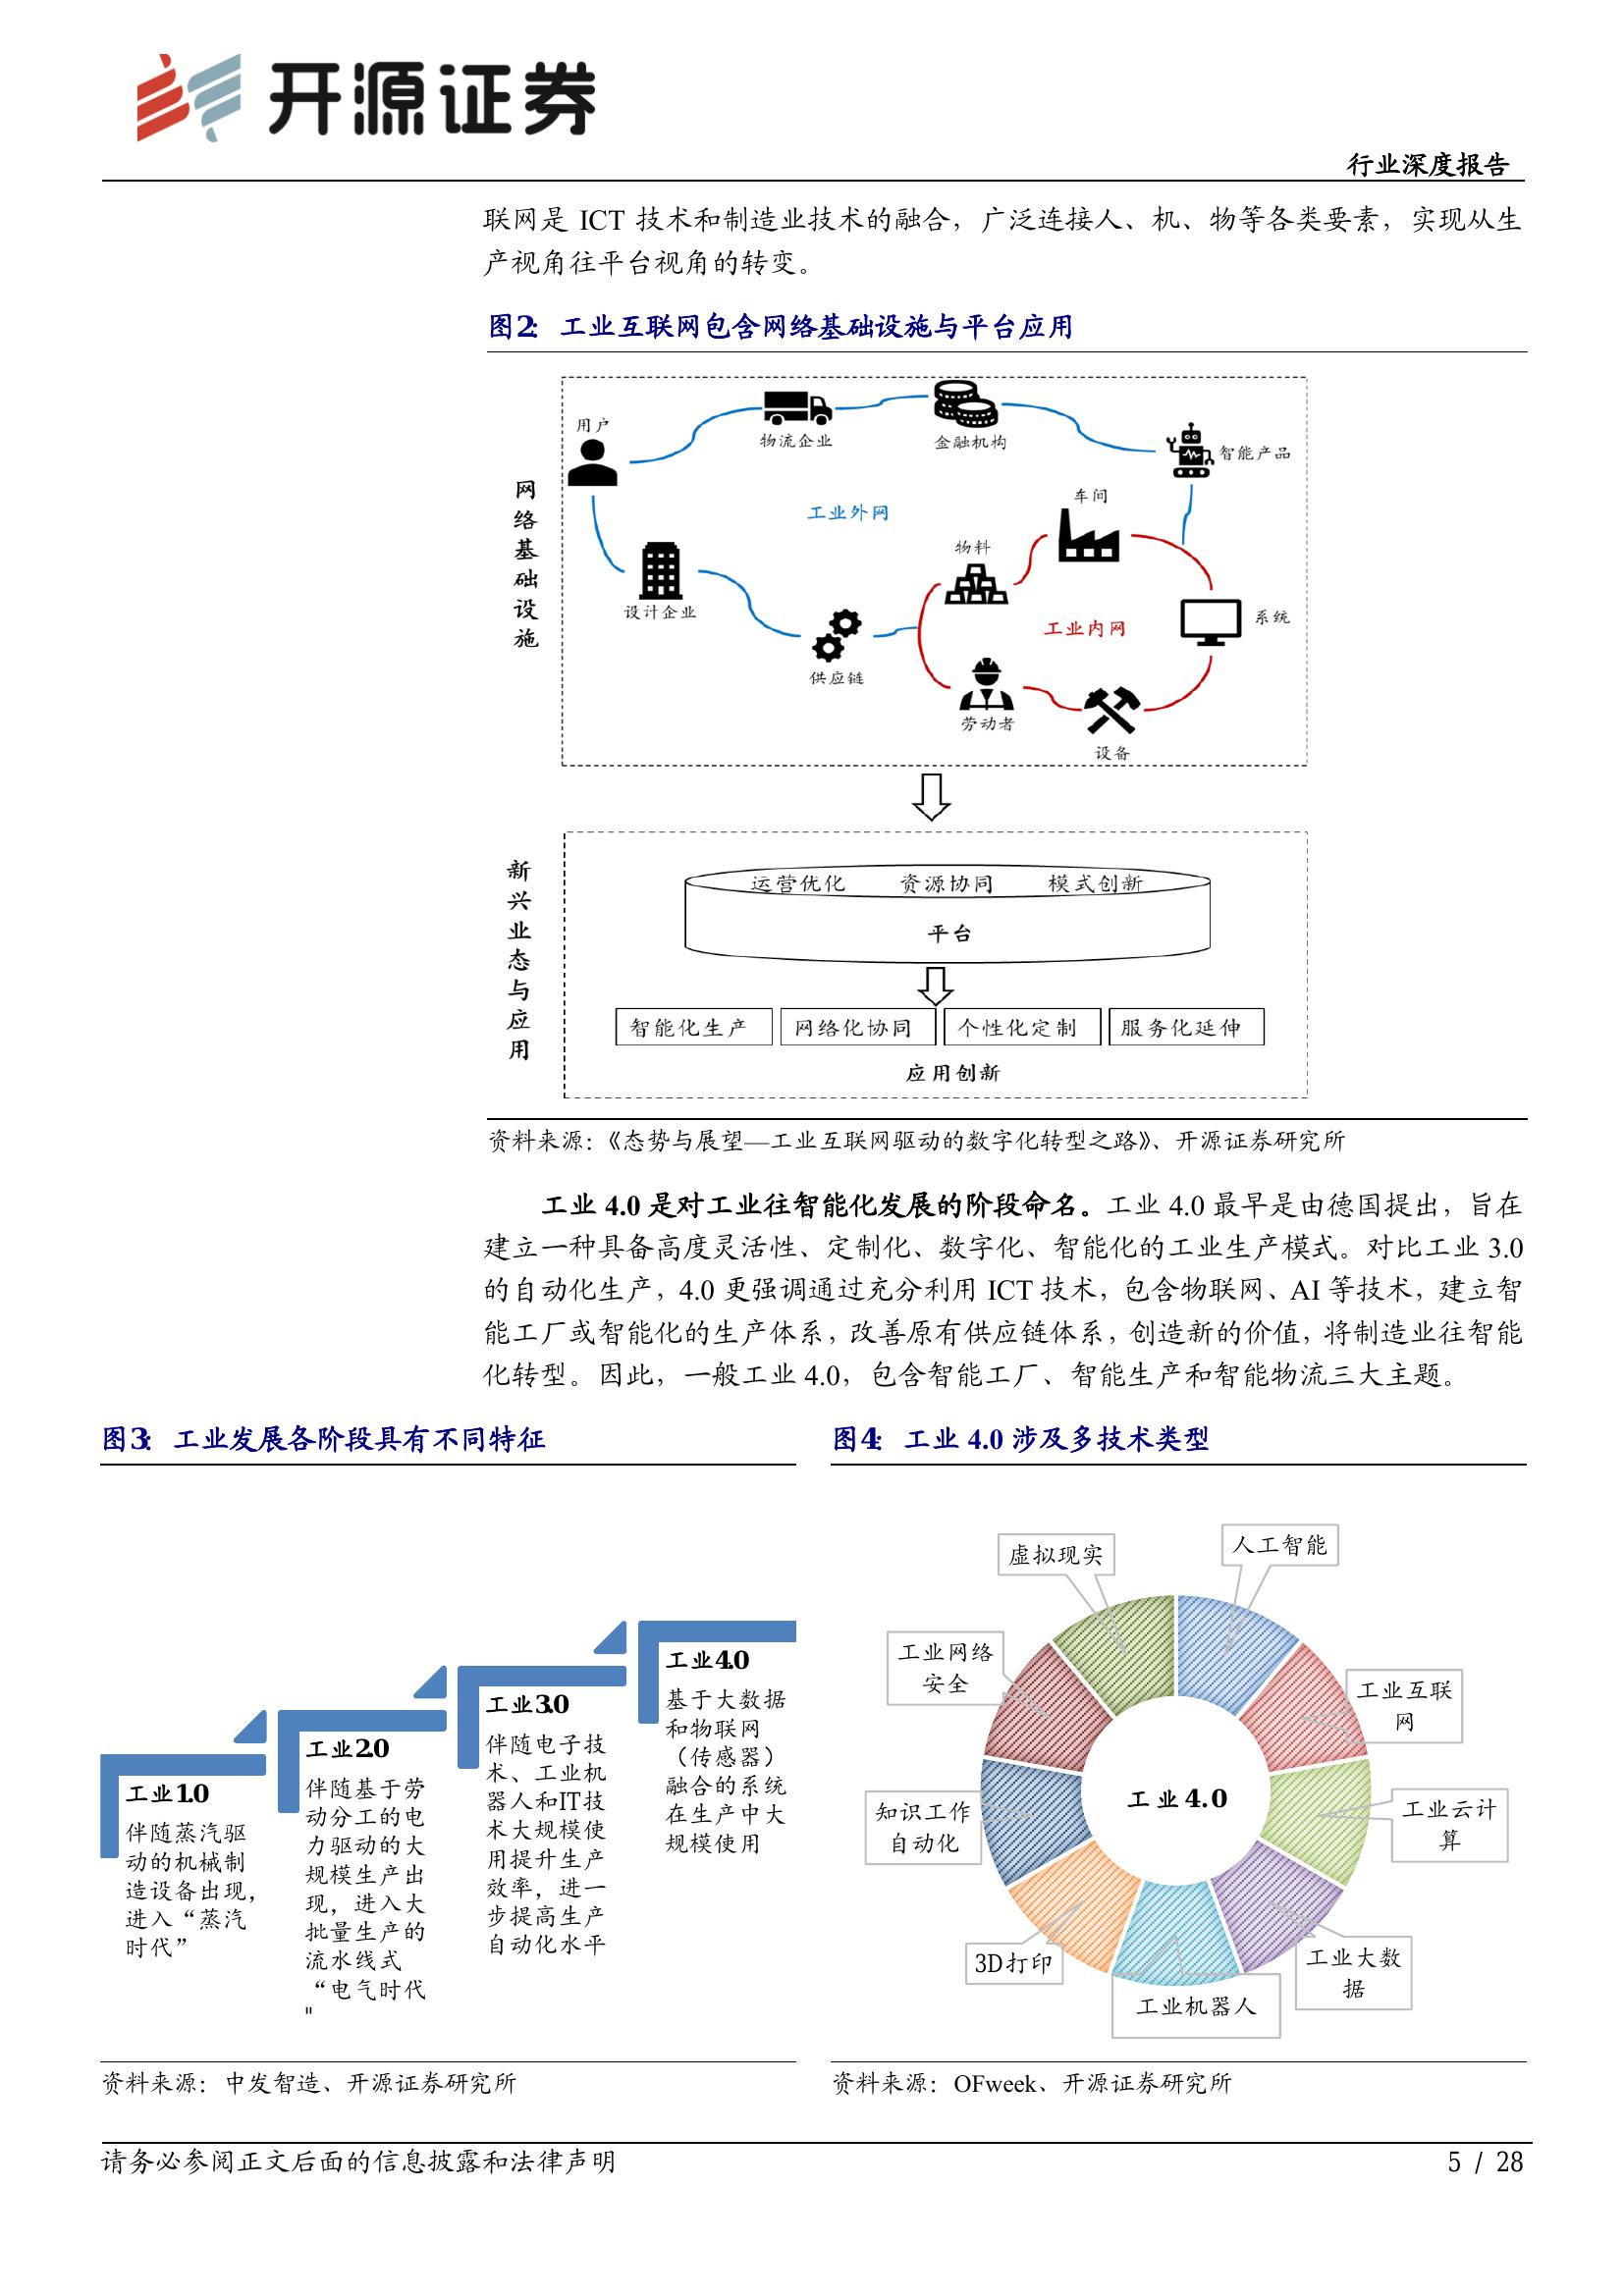 开源证券
行业深度报告
联网是 ICT 技术和制造业技术的融合，广泛连接人、机、物等各类要素，实现从生
产视角往平台视角的转变。
图2： 工业互联网包含网络基础设施与平台应用
网络基础设施
用户
物流企业
金融机构
智能产品
工业外网
车间
物料
设计企业
工业内网
系统
供应链
劳动者
设备
新兴业态与应用
运营优化 资源协同 模式创新
平台
智能化生产 网络化协同 个性化定制 服务化延伸
应用创新
资料来源：《态势与展望—工业互联网驱动的数字化转型之路》、开源证券研究所
工业 4.0 是对工业往智能化发展的阶段命名。工业 4.0 最早是由德国提出，旨在
建立一种具备高度灵活性、定制化、数字化、智能化的工业生产模式。对比工业 3.0
的自动化生产，4.0 更强调通过充分利用 ICT 技术，包含物联网、AI 等技术，建立智
能工厂或智能化的生产体系，改善原有供应链体系，创造新的价值，将制造业往智能
化转型。因此，一般工业 4.0，包含智能工厂、智能生产和智能物流三大主题。
图3： 工业发展各阶段具有不同特征
工业1.0
伴随蒸汽驱
动的机械制
造设备出现，
进入“蒸汽
时代”
工业2.0
伴随基于劳
动分工的电
力驱动的大
规模生产出
现，进入大
批量生产的
流水线式
“电气时代
"
工业3.0
伴随电子技
术、工业机
器人和IT技
术大规模使
用提升生产
效率，进一
步提高生产
自动化水平
工业4.0
基于大数据
和物联网
（传感器）
融合的系统
在生产中大
规模使用
资料来源：中发智造、开源证券研究所
图4： 工业 4.0 涉及多技术类型
虚拟现实
人工智能
工业网络
安全
工业互联
网
工业4.0
知识工作
自动化
工业云计
算
3D打印
工业大数
据
工业机器人
资料来源：OFweek、开源证券研究所
请务必参阅正文后面的信息披露和法律声明
5 / 28